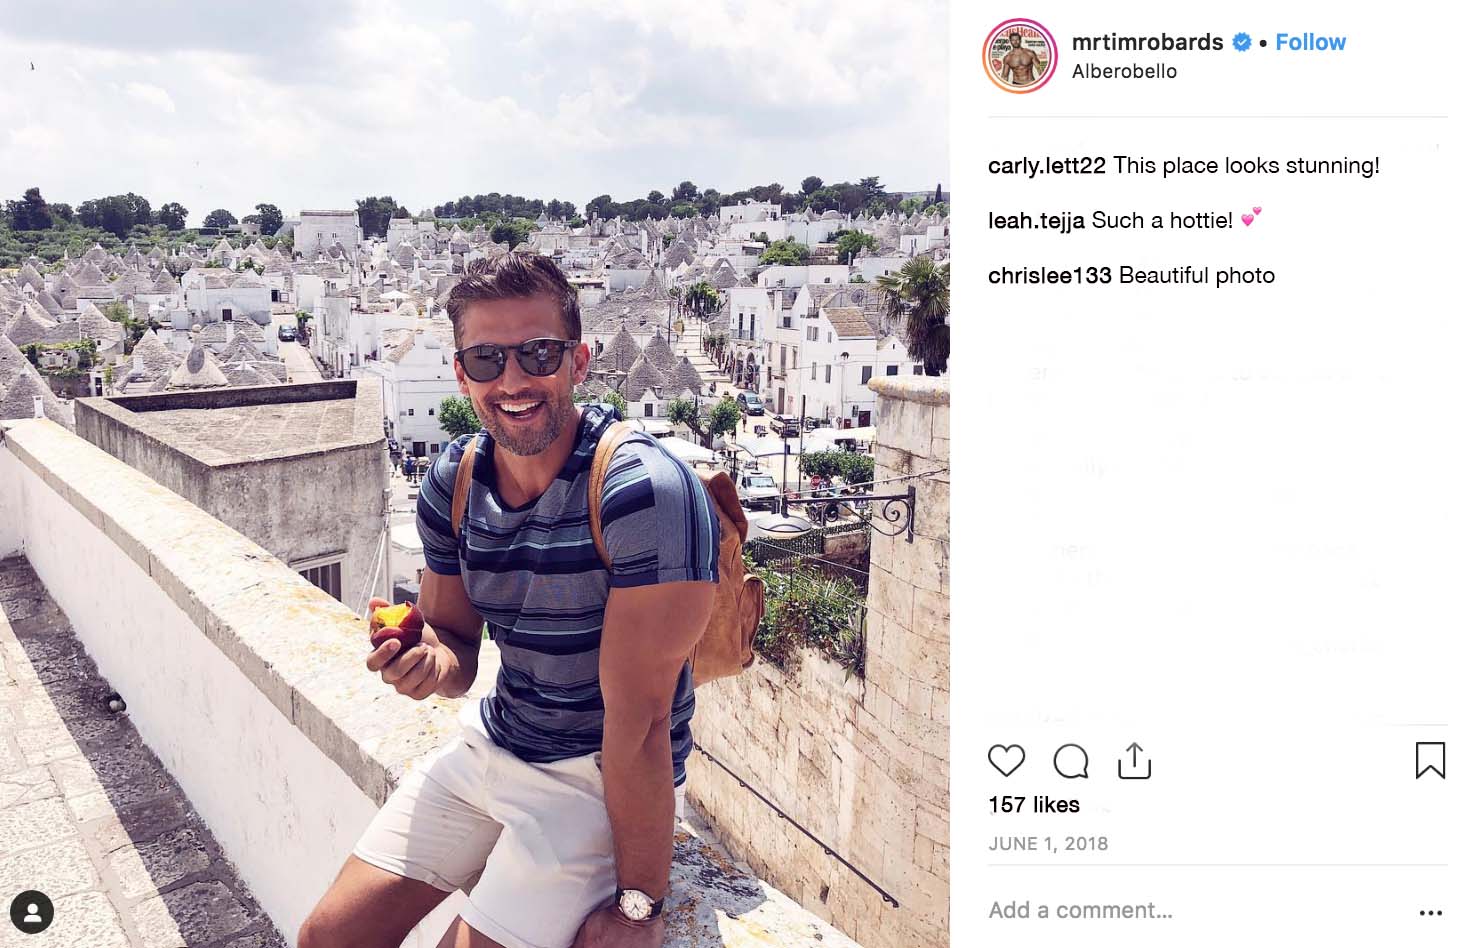 mrtimrobards • Follow
Alberobello
carly.lett22 This place looks stunning!
leah.tejja Such a hottie! 💕
chrislee133 Beautiful photo
157 likes
JUNE 1, 2018
Add a comment...